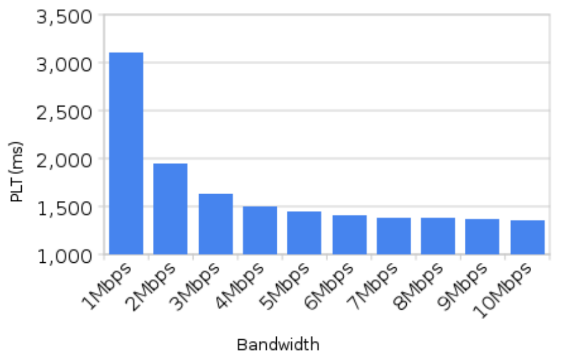 3,500
3,000
2,500
2,000
1,500
1,000
PLT (ms)
1Mbps
2Mbps
3Mbps
4Mbps
5Mbps
6Mbps
7Mbps
8Mbps
9Mbps
10Mbps
Bandwidth